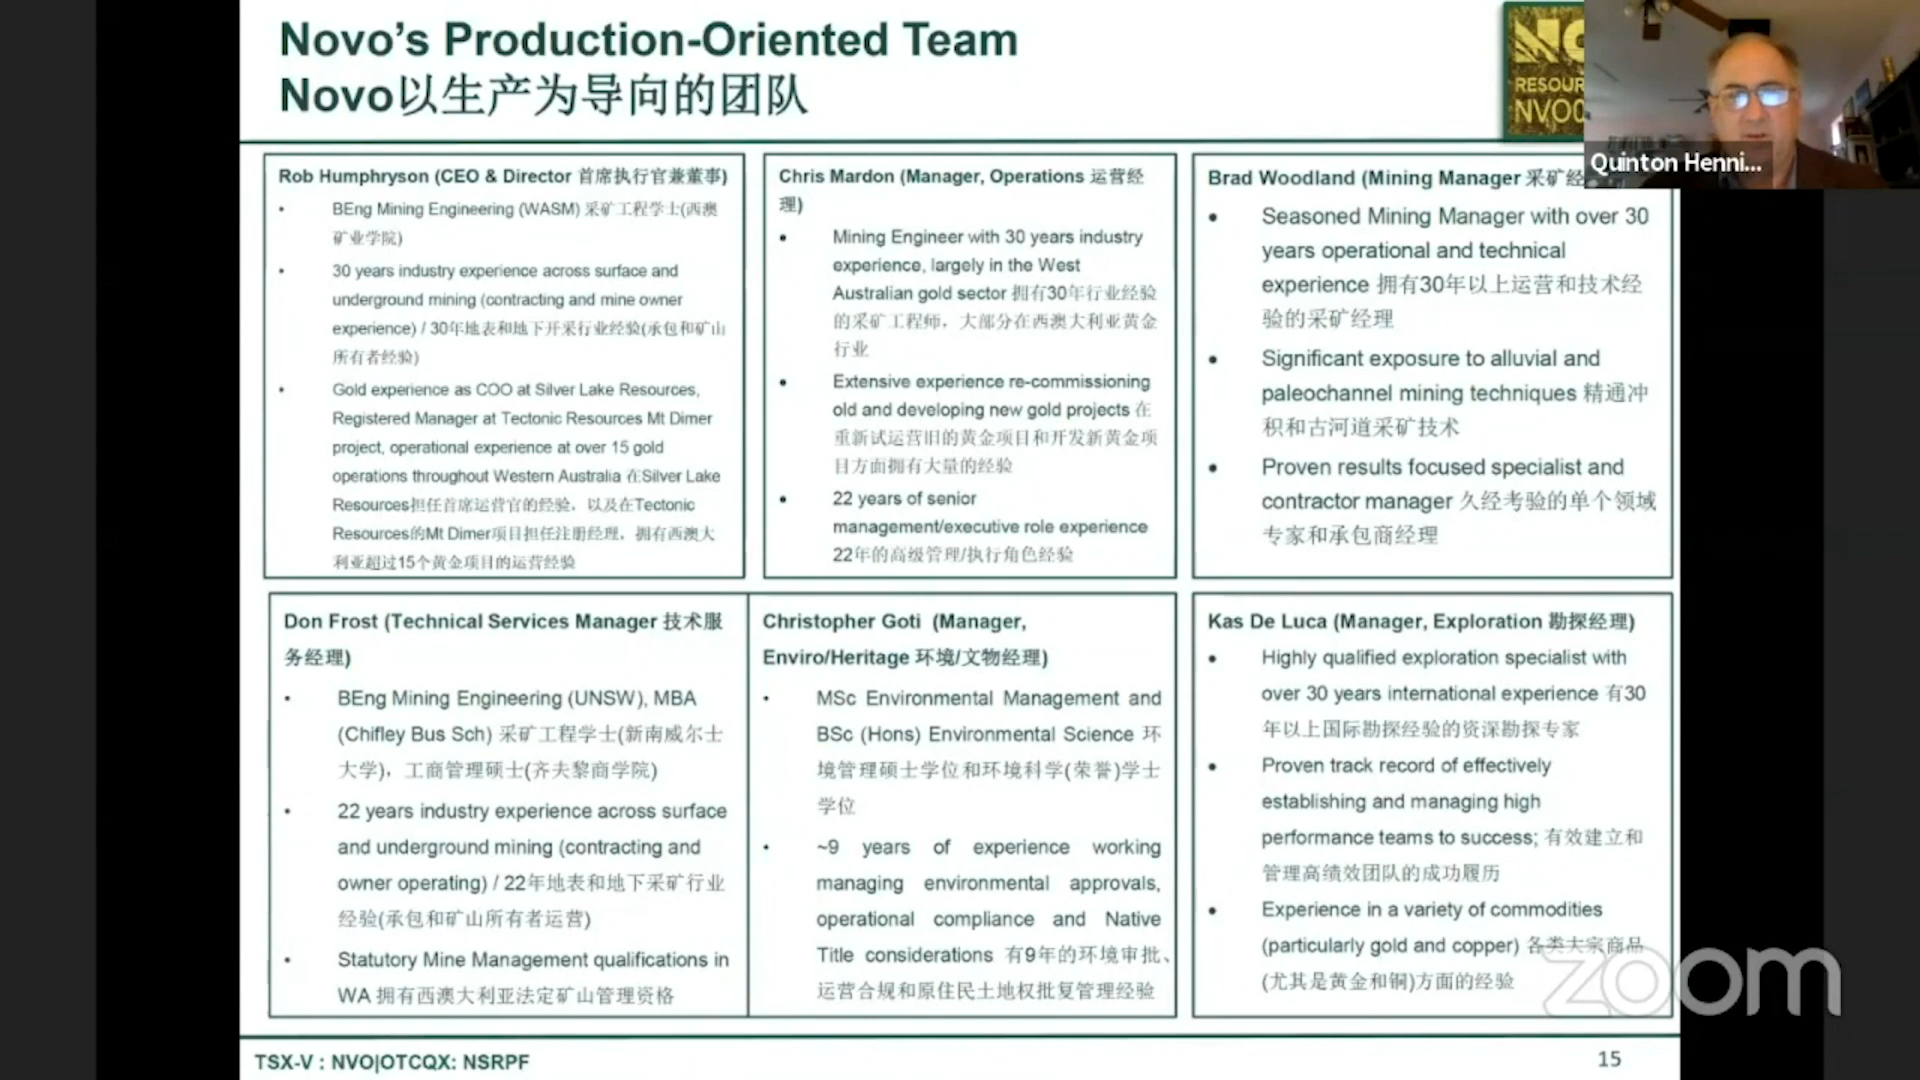 Novo's Production-Oriented Team
Novo以生产为导向的团队
RESOUR
NVO
Quinton Henni...
Rob Humphryson (CEO & Director 首席执行官兼董事)
• BEng Mining Engineering (WASM) 采矿工程学士(西澳
矿业学院)
• 30 years industry experience across surface and
underground mining (contracting and mine owner
experience) / 30年地表和地下开采行业经验(承包和矿山
所有者经验)
• Gold experience as COO at Silver Lake Resources,
Registered Manager at Tectonic Resources Mt Dimer
project, operational experience at over 15 gold
operations throughout Western Australia 在Silver Lake
Resources担任首席运营官的经验，以及在Tectonic
Resources的Mt Dimer项目担任注册经理，拥有西澳大
利亚超过15个黄金项目的运营经验
Chris Mardon (Manager, Operations 运营经
理)
• Mining Engineer with 30 years industry
experience, largely in the West
Australian gold sector 拥有30年行业经验
的采矿工程师，大部分在西澳大利亚黄金
行业
• Extensive experience re-commissioning
old and developing new gold projects 在
重新试运营旧的黄金项目和开发新黄金项
目方面拥有大量的经验
• 22 years of senior
management/executive role experience
22年的高级管理/执行角色经验
Brad Woodland (Mining Manager 采矿经
• Seasoned Mining Manager with over 30
years operational and technical
experience 拥有30年以上运营和技术经
验的采矿经理
• Significant exposure to alluvial and
paleochannel mining techniques 精通冲
积和古河道采矿技术
• Proven results focused specialist and
contractor manager 久经考验的单个领域
专家和承包商经理
Don Frost (Technical Services Manager 技术服
务经理)
• BEng Mining Engineering (UNSW), MBA
(Chifley Bus Sch) 采矿工程学士(新南威尔士
大学)，工商管理硕士(齐夫黎商学院)
• 22 years industry experience across surface
and underground mining (contracting and
owner operating) / 22年地表和地下采矿行业
经验(承包和矿山所有者运营)
• Statutory Mine Management qualifications in
WA 拥有西澳大利亚法定矿山管理资格
Christopher Goti (Manager,
Enviro/Heritage 环境/文物经理)
• MSc Environmental Management and
BSc (Hons) Environmental Science 环
境管理硕士学位和环境科学(荣誉)学士
学位
• ~9 years of experience working
managing environmental approvals,
operational compliance and Native
Title considerations 有9年的环境审批、
运营合规和原住民土地权批复管理经验
Kas De Luca (Manager, Exploration 勘探经理)
• Highly qualified exploration specialist with
over 30 years international experience 有30
年以上国际勘探经验的资深勘探专家
• Proven track record of effectively
establishing and managing high
performance teams to success; 有效建立和
管理高绩效团队的成功履历
• Experience in a variety of commodities
(particularly gold and copper) 各类大宗商品
(尤其是黄金和铜)方面的经验
zoom
TSX-V : NVO|OTCQX: NSRPF
15